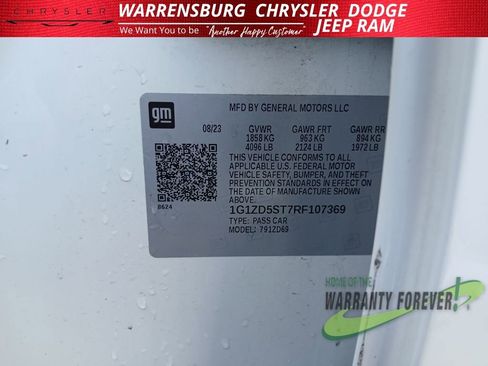 CHRYSLER
WARRENSBURG CHRYSLER DODGE
We Want You to be "Another Happy Customer" JEEP RAM
gm
MFD BY GENERAL MOTORS LLC
08/23 GVWR GAWR FRT GAWR RR
1858 KG 963 KG 894 KG
4096 LB 2124 LB 1972 LB
THIS VEHICLE CONFORMS TO ALL
APPLICABLE U.S. FEDERAL MOTOR
VEHICLE SAFETY, BUMPER, AND THEFT
PREVENTION STANDARDS IN EFFECT ON
THE DATE OF MANUFACTURE SHOWN
ABOVE.
8624
1G1ZD5ST7RF107369
TYPE: PASS CAR
MODEL: 791ZD69
HOME OF THE
WARRANTY FOREVER!